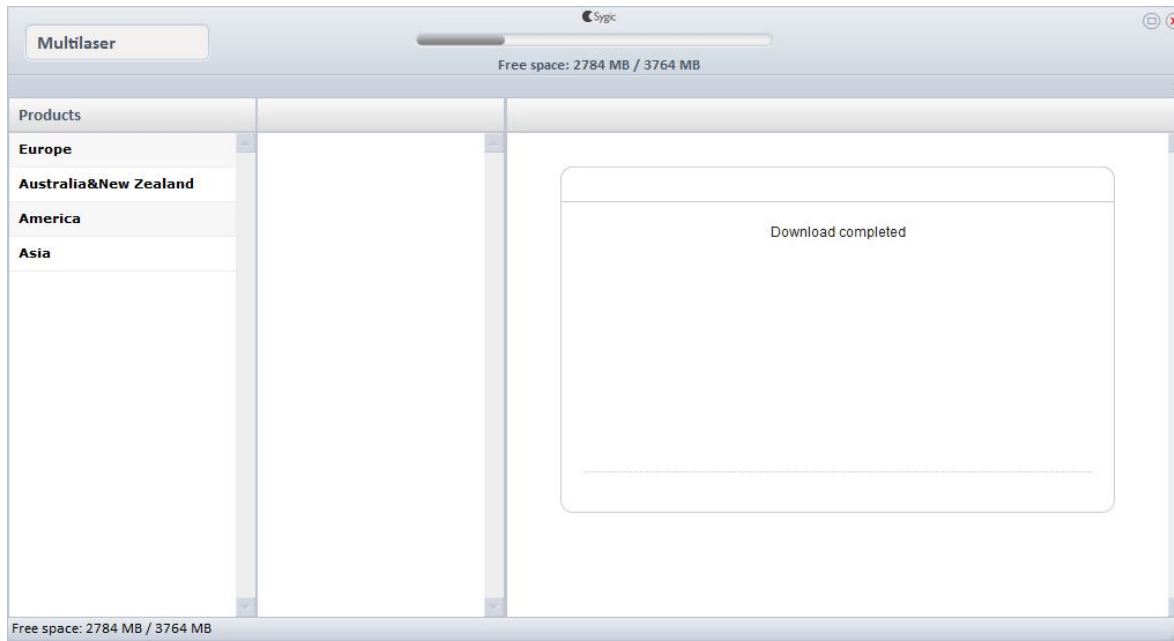 Sygic
Multilaser
Free space: 2784 MB / 3764 MB
Products
Europe
Australia&New Zealand
America
Asia
Download completed
Free space: 2784 MB / 3764 MB